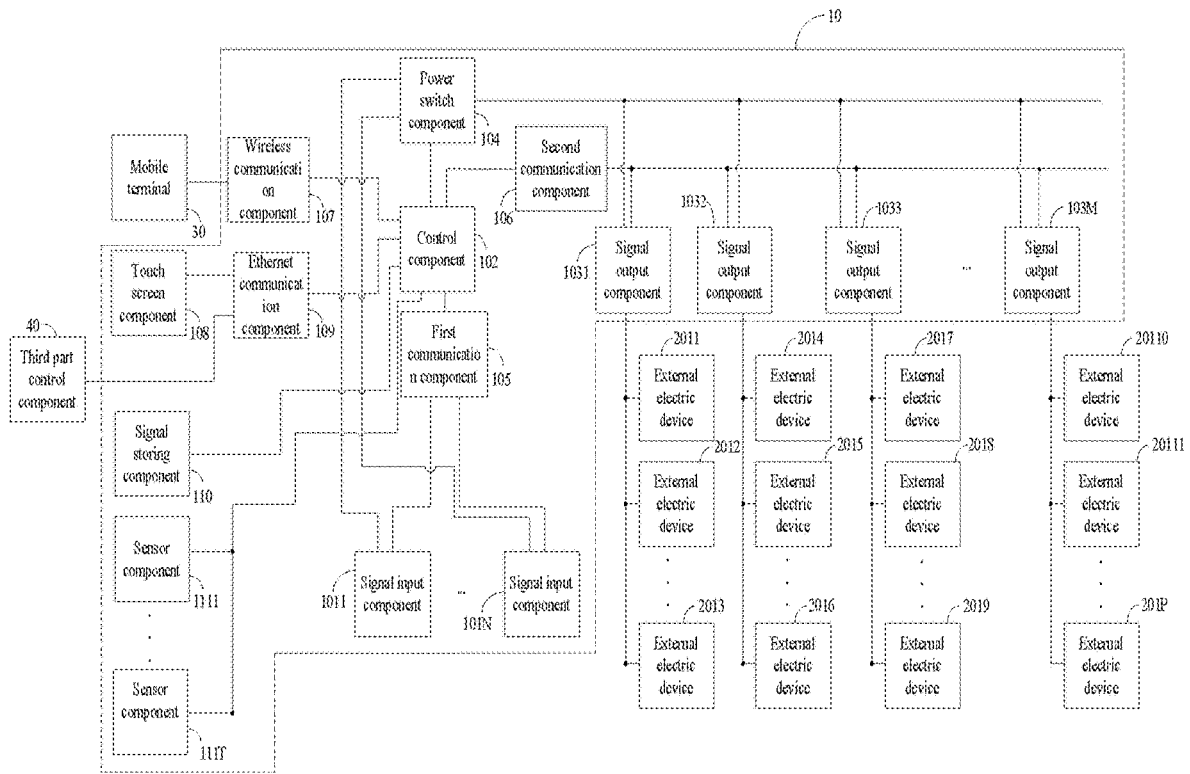 10
Power
switch
component
104
Mobile
terminal
30
Wireless
communicati
on
component
107
Second
communication
component
106
Control
component
102
Touch
screen
component
108
Ethernet
communicat
ion
component
109
First
communicatio
n component
105
40
Third part
control
component
Signal
storing
component
110
Sensor
component
1111
.
.
.
Sensor
component
111T
1011
Signal input
component
...
101N
Signal input
component
1031
Signal
output
component
1032
Signal
output
component
1033
Signal
output
component
...
103M
Signal
output
component
2011
External
electric
device
2014
External
electric
device
2017
External
electric
device
20110
External
electric
device
2012
External
electric
device
2015
External
electric
device
2018
External
electric
device
20111
External
electric
device
.
.
.
.
.
.
.
.
.
.
.
.
2013
External
electric
device
2016
External
electric
device
2019
External
electric
device
201P
External
electric
device